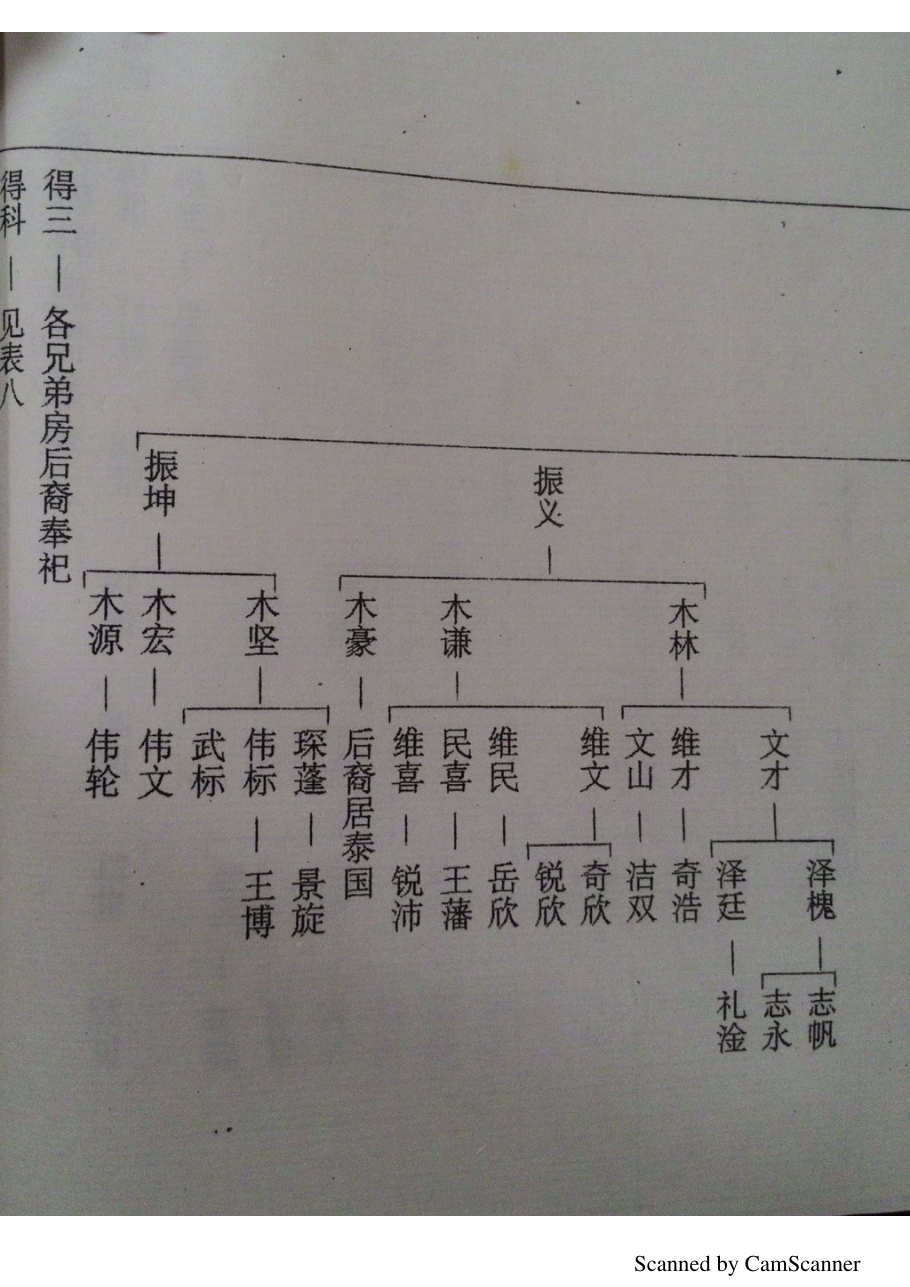 振义
木林
文才
泽槐
志帆
志永
泽廷
礼淦
维才
奇浩
文山
洁双
木谦
维文
奇欣
锐欣
维民
岳欣
民喜
王藩
维喜
锐沛
木豪
后裔居泰国
振坤
木坚
琛蓬
景旋
伟标
王博
武标
木宏
伟文
木源
伟轮
得三
各兄弟房后裔奉祀
得科
见表八
Scanned by CamScanner